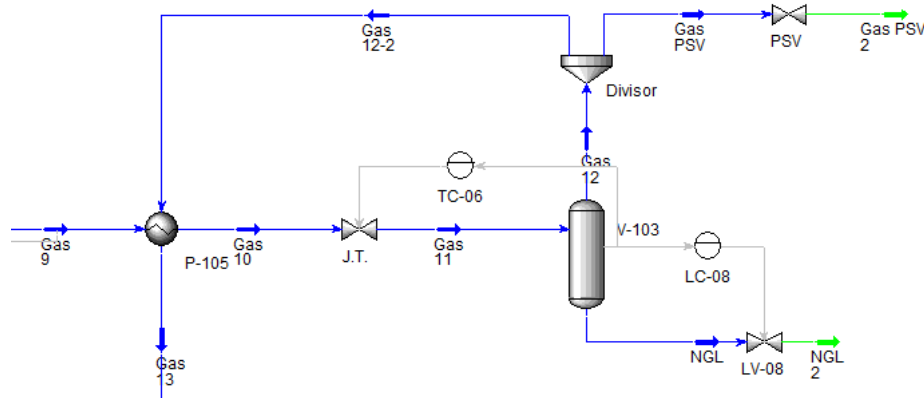 Gas
12-2
Gas
PSV
PSV
Gas PSV
2
Divisor
Gas
12
TC-06
Gas
9
P-105
Gas
10
J.T.
Gas
11
V-103
LC-08
Gas
13
NGL
LV-08
NGL
2